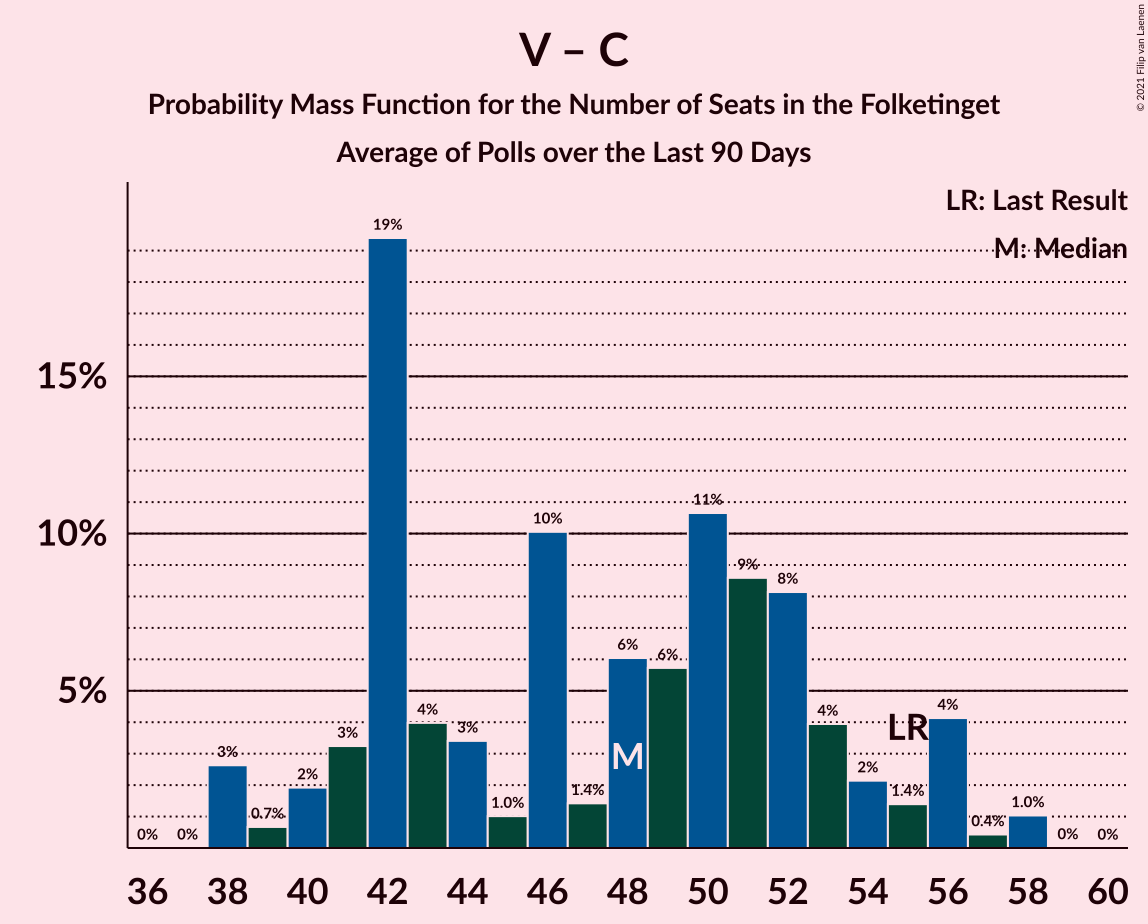 © 2021 Filip van Laenen
V – C
Probability Mass Function for the Number of Seats in the Folketinget
Average of Polls over the Last 90 Days
LR: Last Result
M: Median
15%
10%
5%
0% 0% 3% 0.7% 2% 3% 19% 4% 3% 1.0% 10% 1.4% 6% 6% 11% 9% 8% 4% 2% 1.4% 4% 0.4% 1.0% 0% 0%
M
LR
36 38 40 42 44 46 48 50 52 54 56 58 60